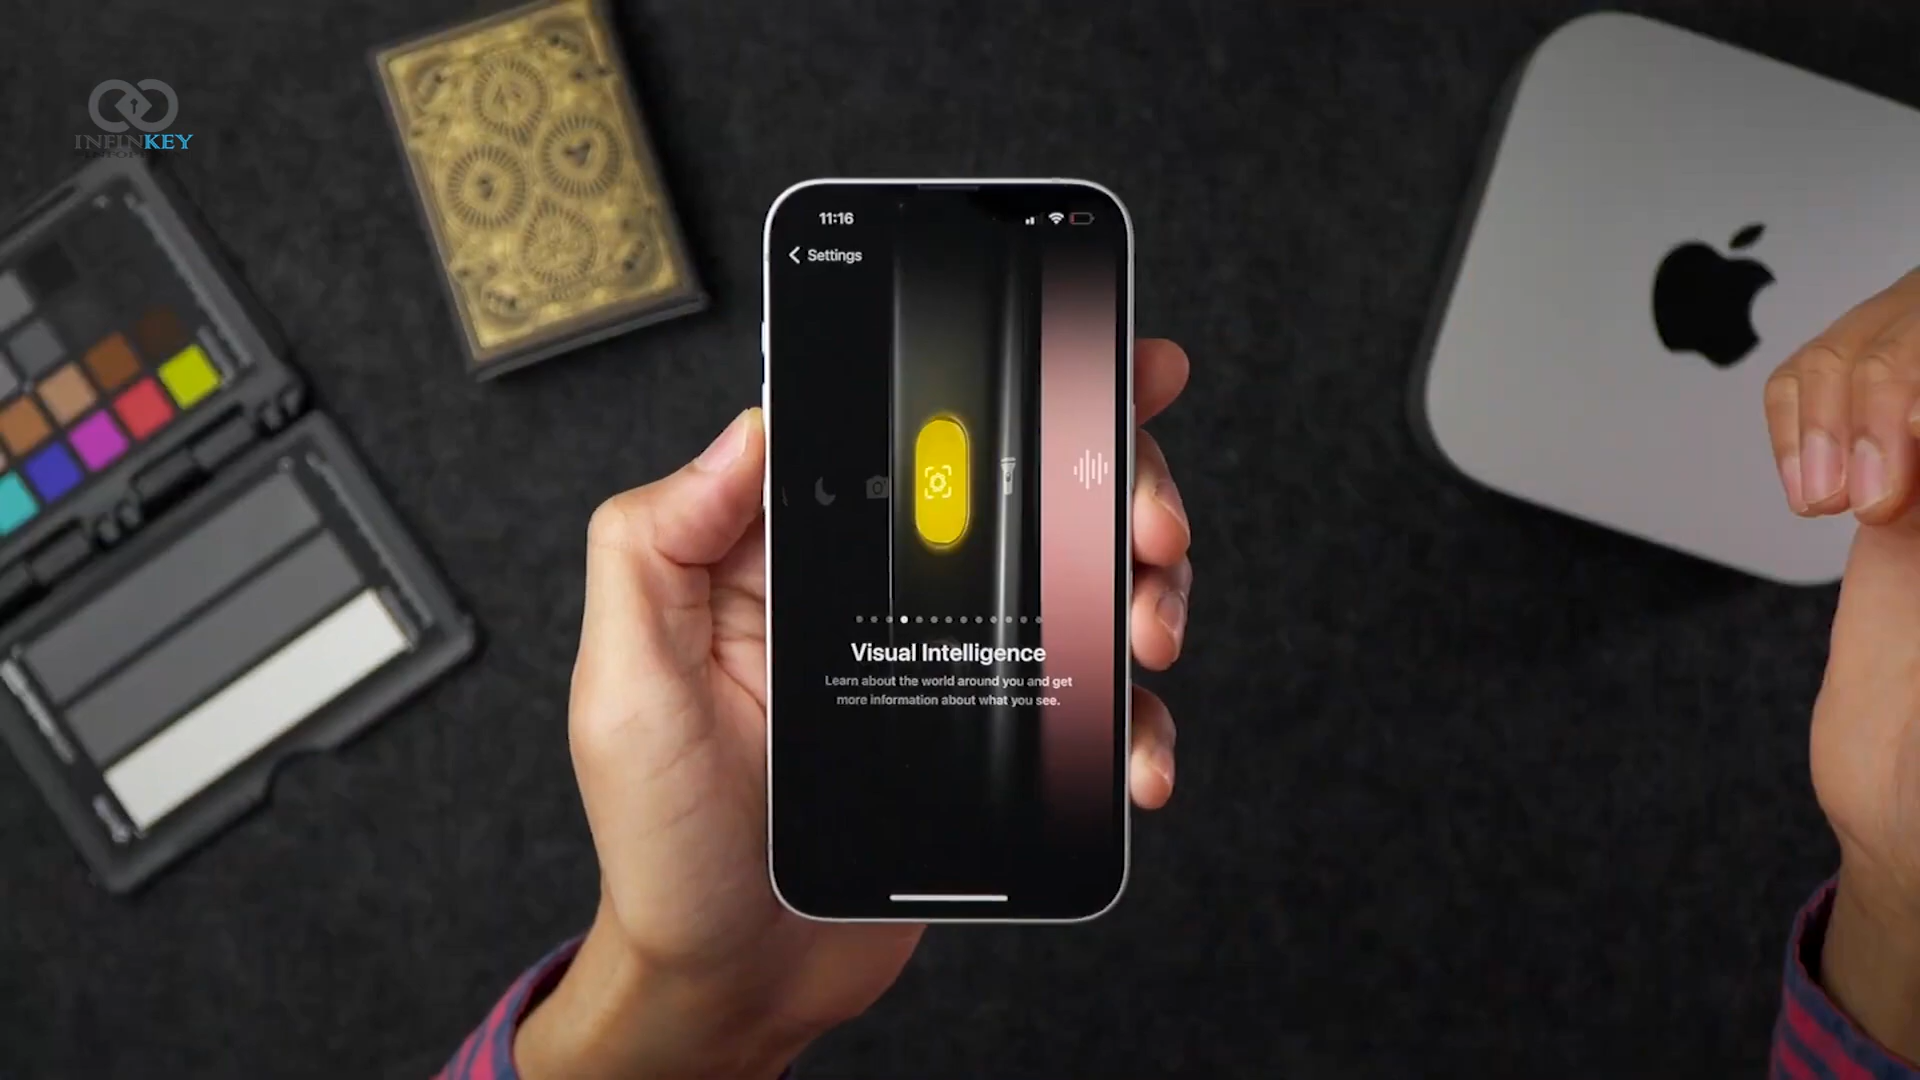 INFINKEY
11:16
Settings
Visual Intelligence
Learn about the world around you and get
more information about what you see.